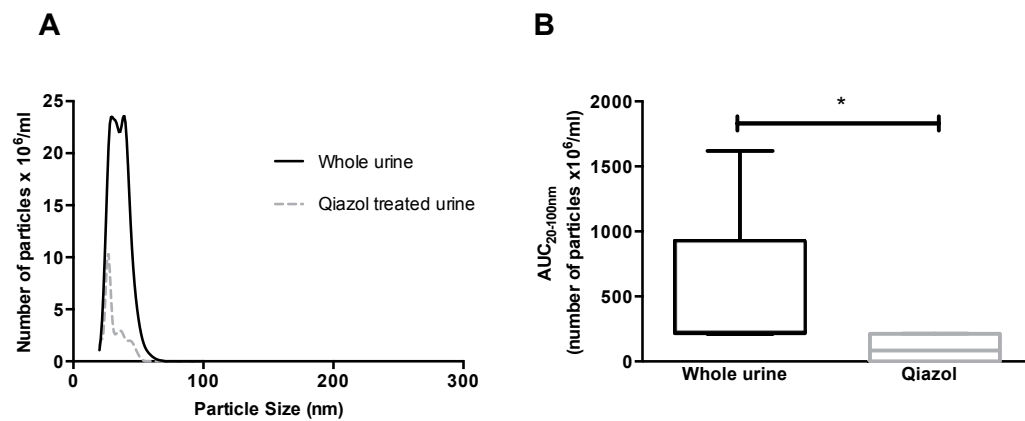 A
Number of particles x 10⁶/ml
25
20
15
10
5
0
0
100
200
300
Particle Size (nm)
Whole urine
Qiazol treated urine
B
AUC₂₀₋₁₀₀ₙₘ
(number of particles x10⁶/ml)
2000
1500
1000
500
0
*
Whole urine
Qiazol